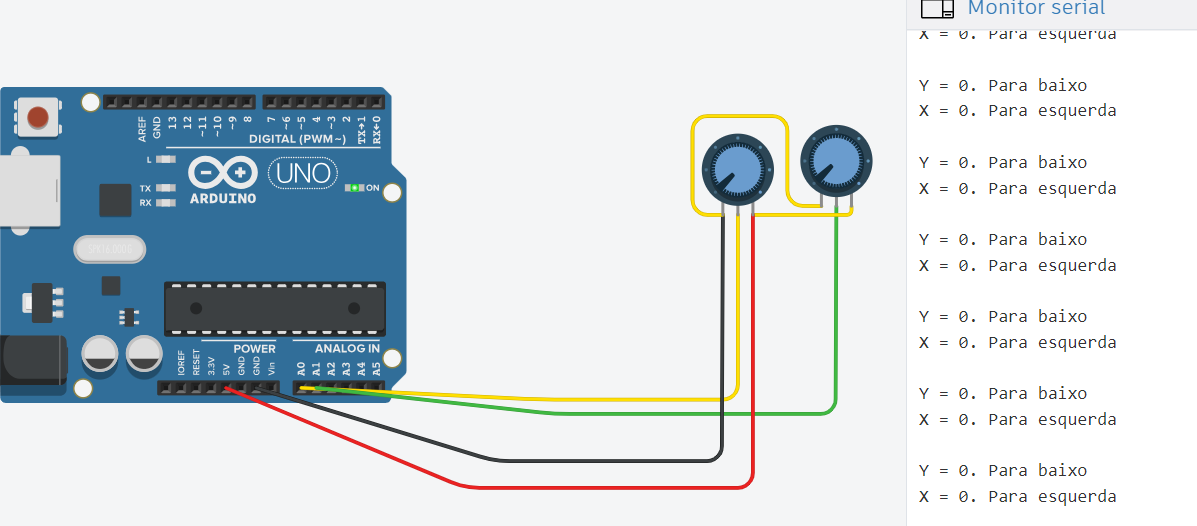 Monitor serial
X = 0. Para esquerda
Y = 0. Para baixo
X = 0. Para esquerda
Y = 0. Para baixo
X = 0. Para esquerda
Y = 0. Para baixo
X = 0. Para esquerda
Y = 0. Para baixo
X = 0. Para esquerda
Y = 0. Para baixo
X = 0. Para esquerda
Y = 0. Para baixo
X = 0. Para esquerda
AREF
GND
13
12
~11
~10
~9
8
7
~6
~5
4
~3
2
TX→1
RX←0
DIGITAL (PWM~)
L
TX
RX
ARDUINO
UNO
ON
POWER
ANALOG IN
IOREF
RESET
3.3V
5V
GND
GND
Vin
A0
A1
A2
A3
A4
A5